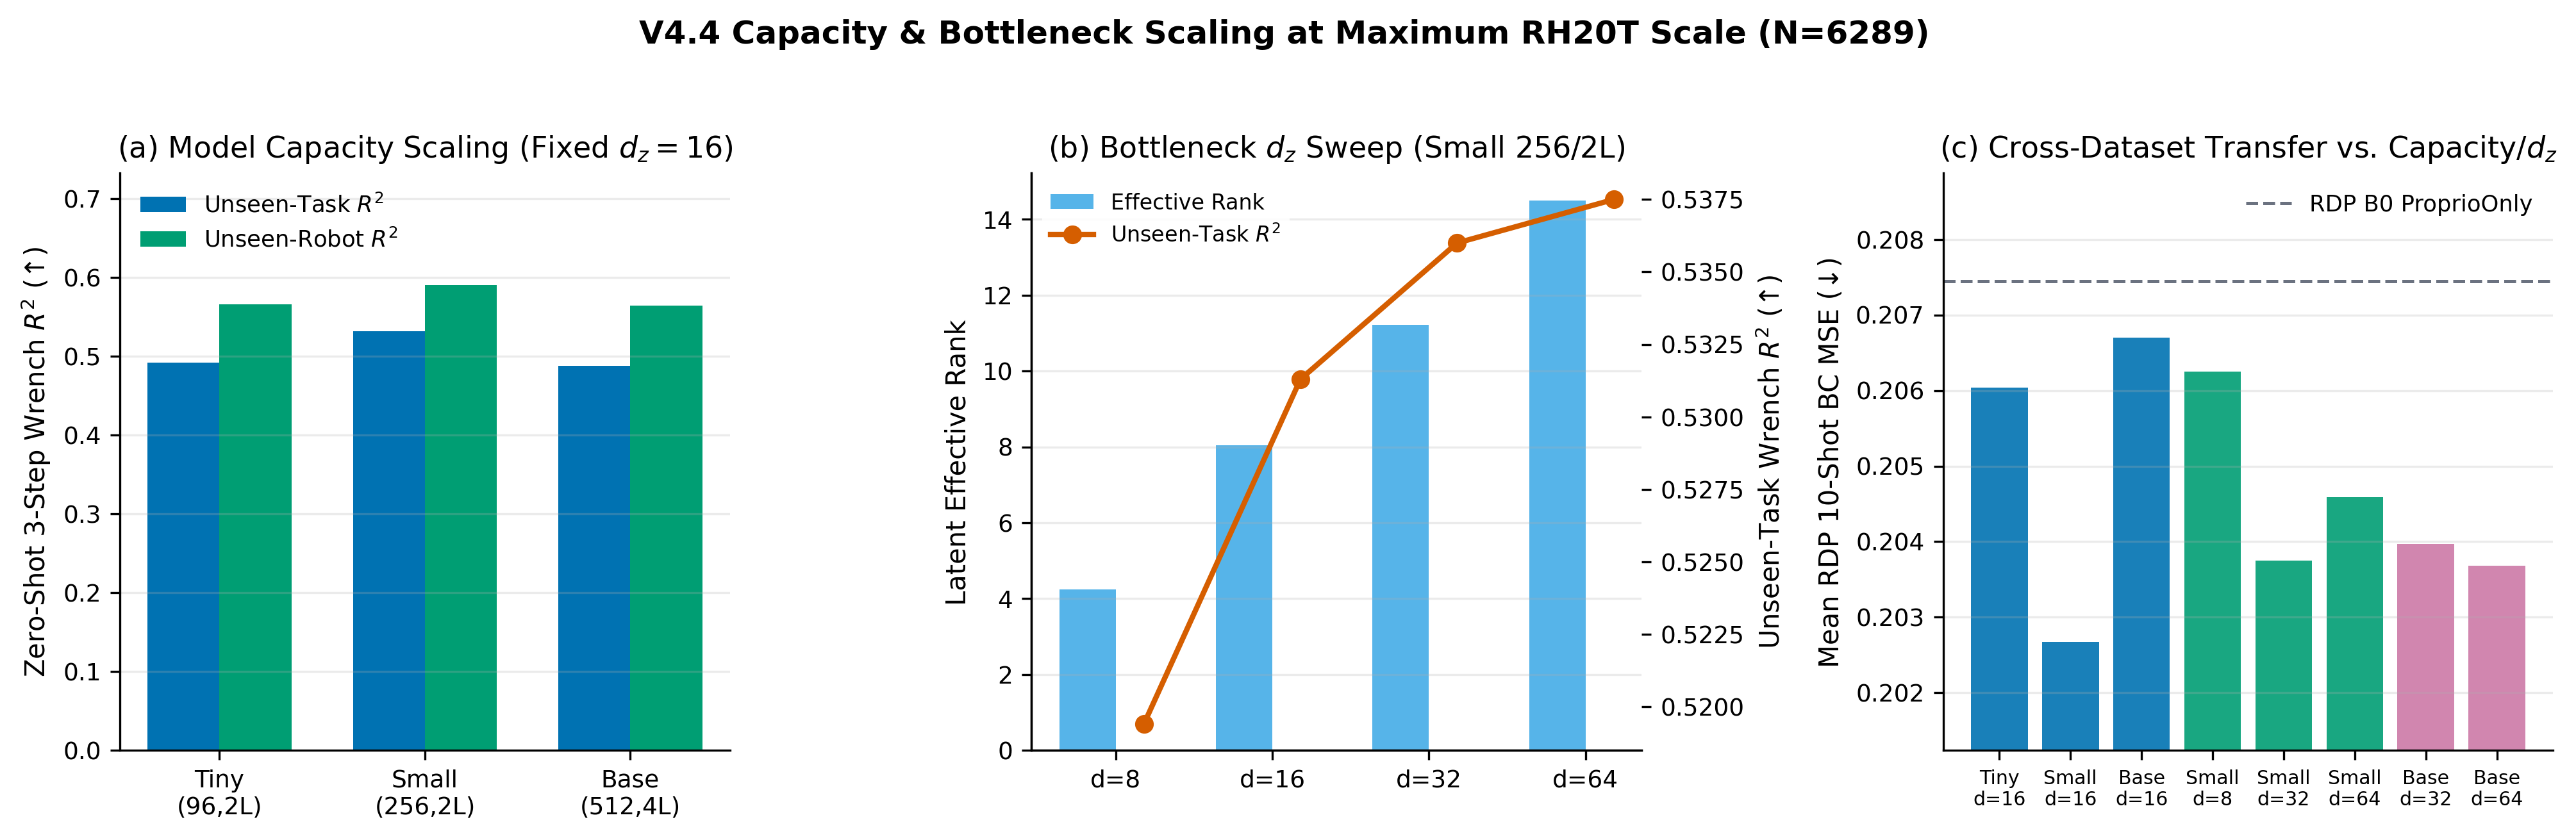 V4.4 Capacity & Bottleneck Scaling at Maximum RH20T Scale (N=6289)
(a) Model Capacity Scaling (Fixed $d_z = 16$)
Zero-Shot 3-Step Wrench $R^2$ (↑)
0.7
0.6
0.5
0.4
0.3
0.2
0.1
0.0
Unseen-Task $R^2$
Unseen-Robot $R^2$
Tiny
(96,2L)
Small
(256,2L)
Base
(512,4L)
(b) Bottleneck $d_z$ Sweep (Small 256/2L)
Latent Effective Rank
14
12
10
8
6
4
2
0
Effective Rank
Unseen-Task $R^2$
d=8
d=16
d=32
d=64
0.5375
0.5350
0.5325
0.5300
0.5275
0.5250
0.5225
0.5200
Unseen-Task Wrench $R^2$ (↑)
(c) Cross-Dataset Transfer vs. Capacity/$d_z$
Mean RDP 10-Shot BC MSE (↓)
0.208
0.207
0.206
0.205
0.204
0.203
0.202
RDP B0 ProprioOnly
Tiny
d=16
Small
d=16
Base
d=16
Small
d=8
Small
d=32
Small
d=64
Base
d=32
Base
d=64